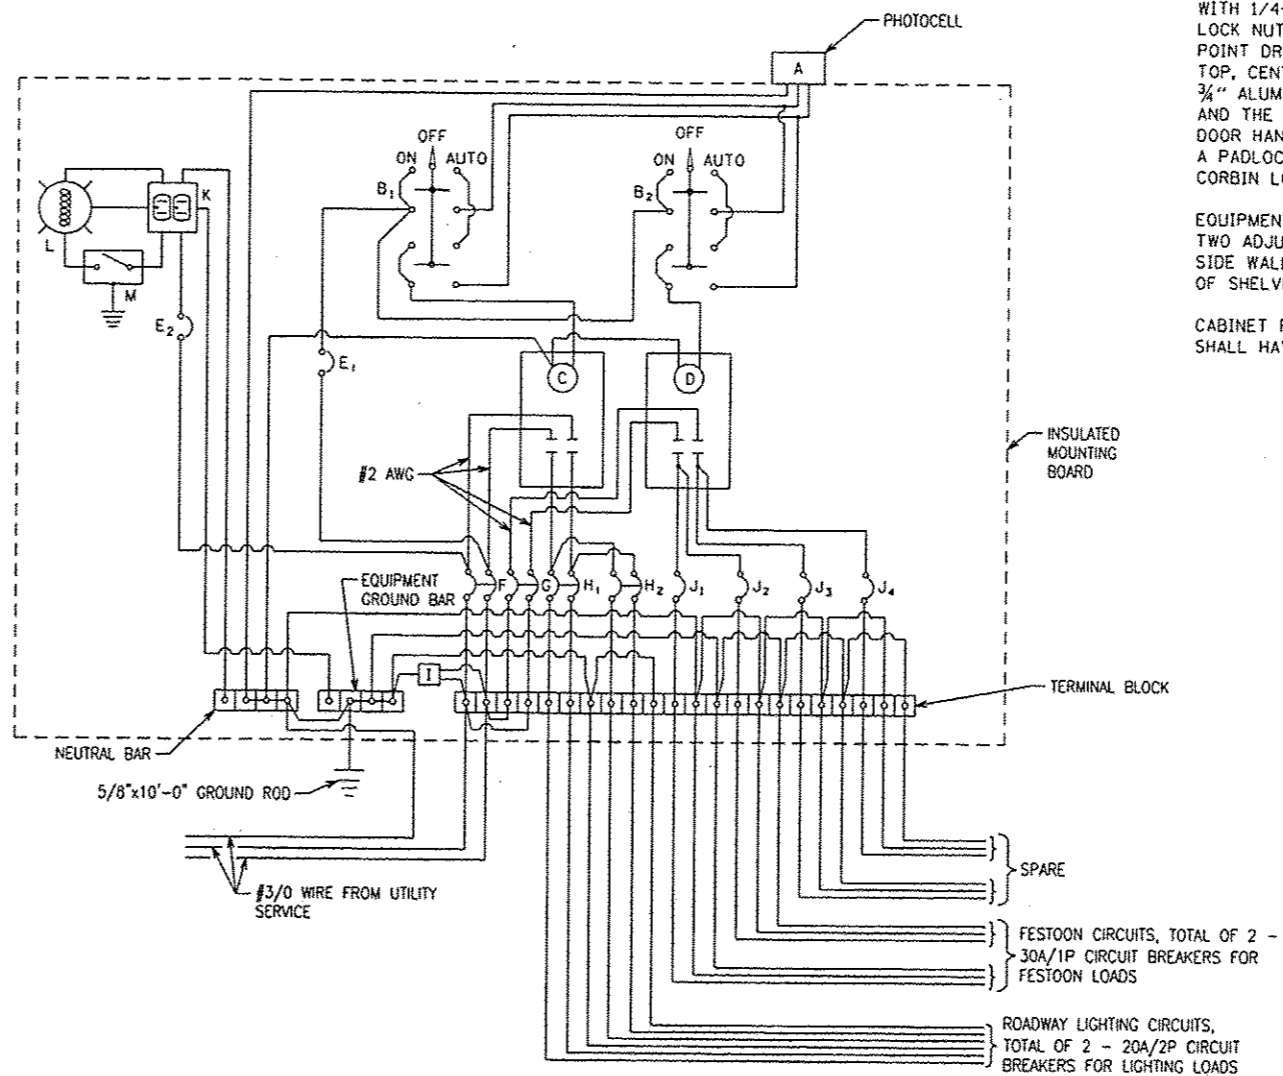 PHOTOCELL
A
WITH 1/4
LOCK NUT
POINT DR
TOP, CENT
¾" ALUM
AND THE
DOOR HAN
A PADLOC
CORBIN L
EQUIPMEN
TWO ADJU
SIDE WAL
OF SHELV
CABINET
SHALL HA
OFF
ON AUTO
B₁
OFF
ON AUTO
B₂
K
L
M
E₂
E₁
C
D
INSULATED
MOUNTING
BOARD
#2 AWG
EQUIPMENT
GROUND BAR
F
G
H₁
H₂
J₁
J₂
J₃
J₄
I
TERMINAL BLOCK
NEUTRAL BAR
5/8"x10'-0" GROUND ROD
#3/0 WIRE FROM UTILITY
SERVICE
SPARE
FESTOON CIRCUITS, TOTAL OF 2 -
30A/1P CIRCUIT BREAKERS FOR
FESTOON LOADS
ROADWAY LIGHTING CIRCUITS,
TOTAL OF 2 - 20A/2P CIRCUIT
BREAKERS FOR LIGHTING LOADS